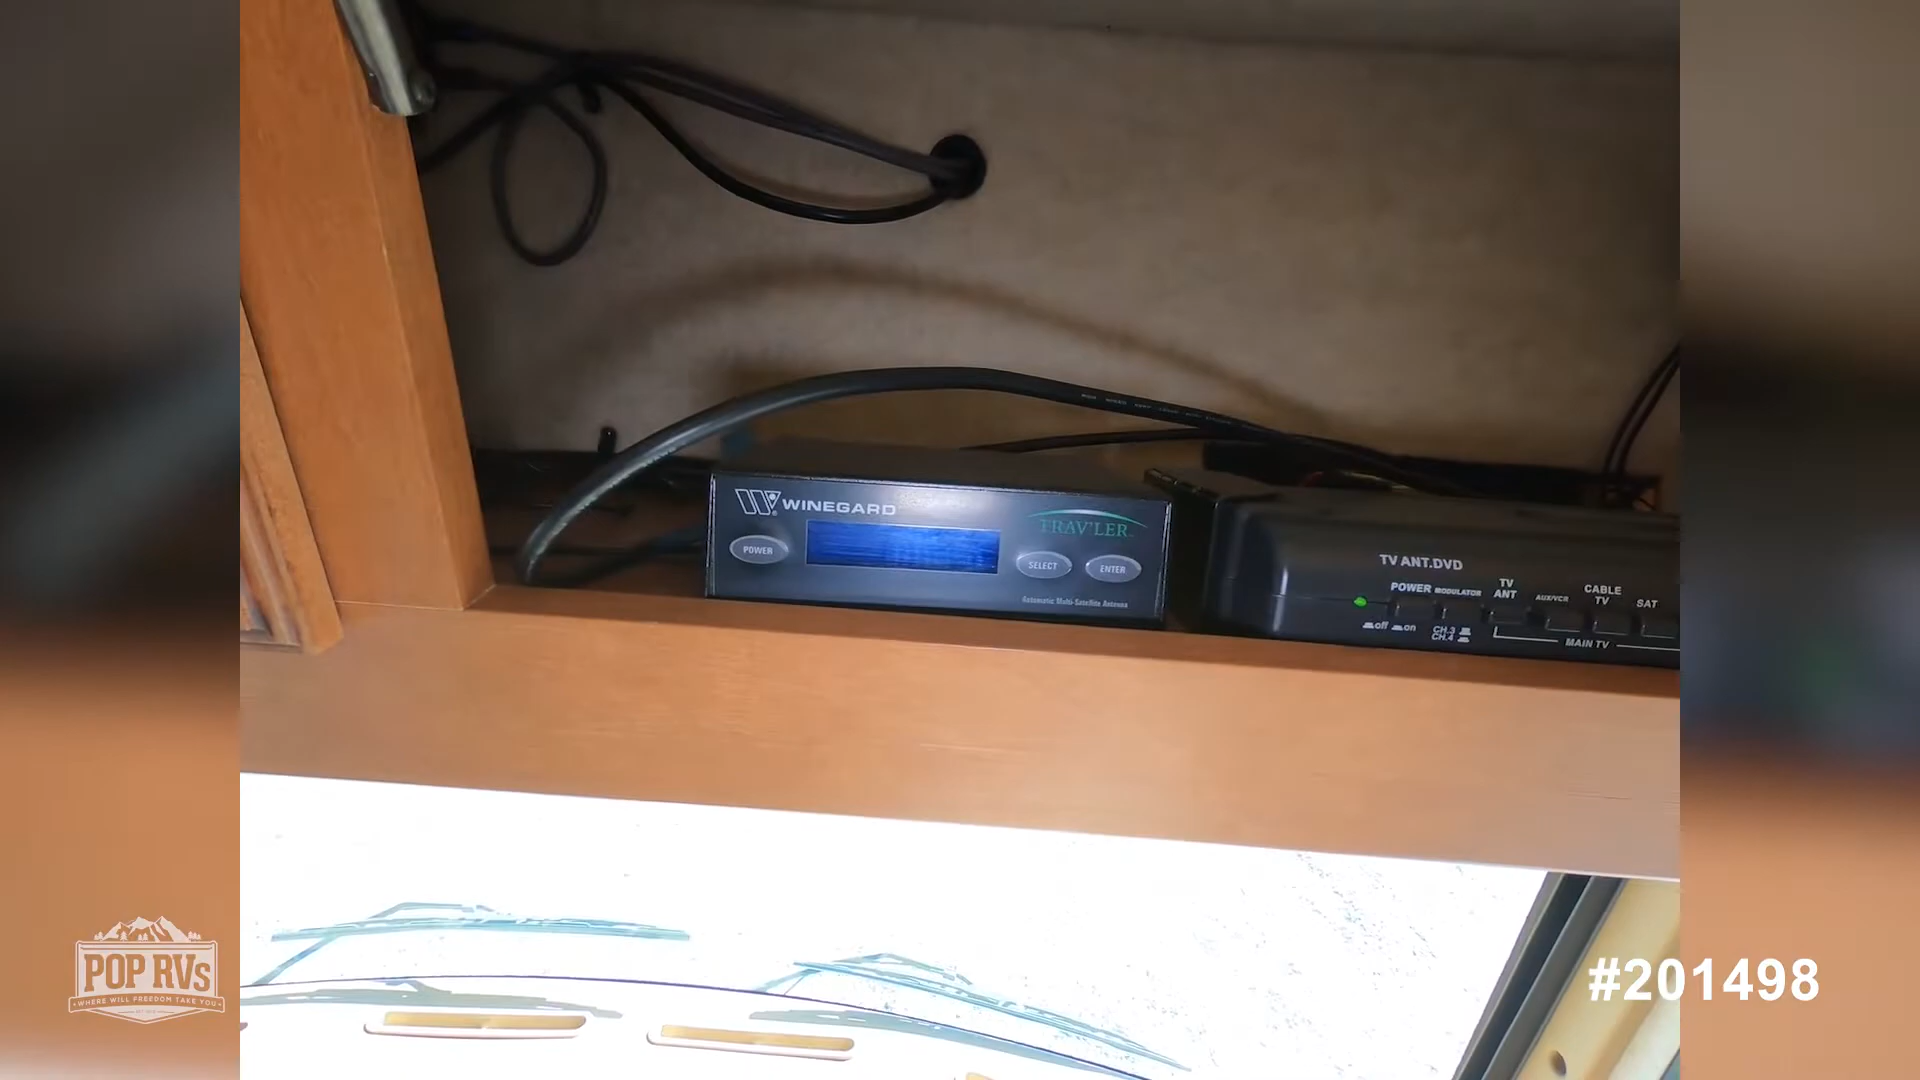 WINEGARD
TRAV'LER
POWER
SELECT
ENTER
Automatic Multi-Satellite Antenna
TV ANT.DVD
POWER
MODULATOR
TV
ANT
AUX/VCR
CABLE
TV
SAT
off
on
CH.3
CH.4
MAIN TV
POP RVs
WHERE WILL FREEDOM TAKE YOU
#201498